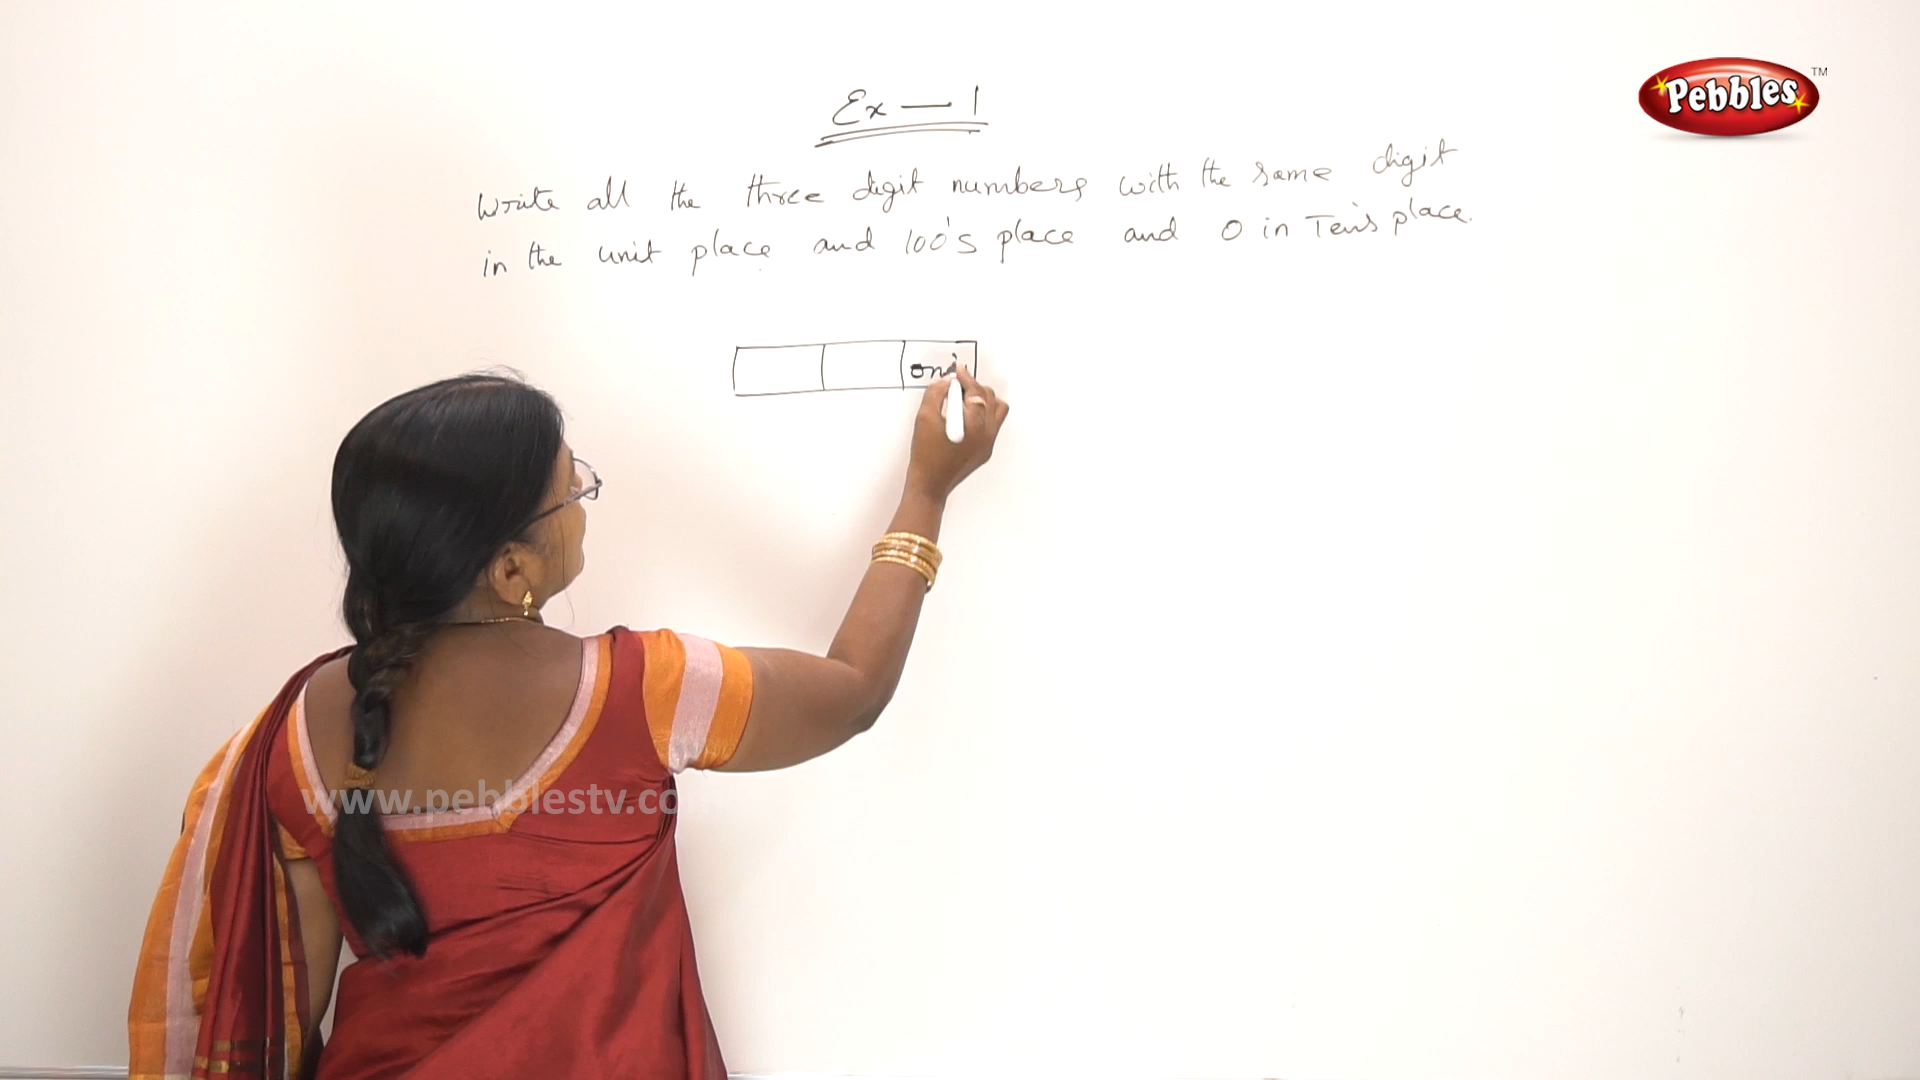 Ex — 1
Pebbles TM
Write all the three digit numbers with the same digit
in the unit place and 100's place and 0 in Ten's place.
www.pebblestv.co